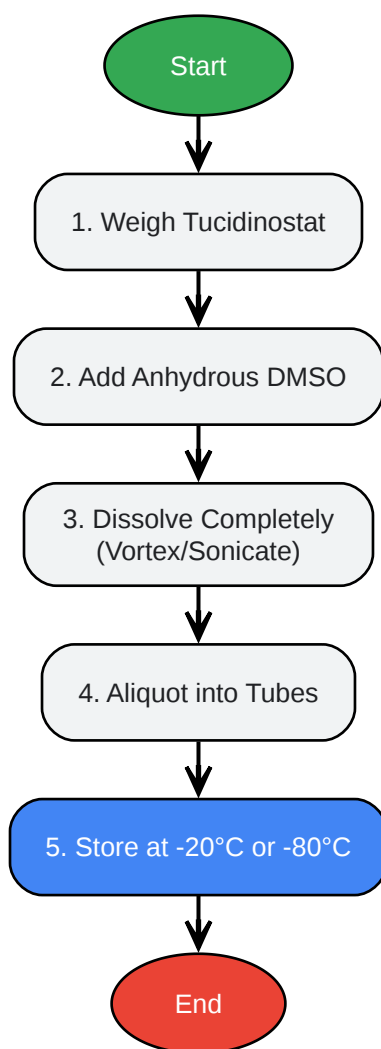 Start
1. Weigh Tucidinostat
2. Add Anhydrous DMSO
3. Dissolve Completely
(Vortex/Sonicate)
4. Aliquot into Tubes
5. Store at -20°C or -80°C
End